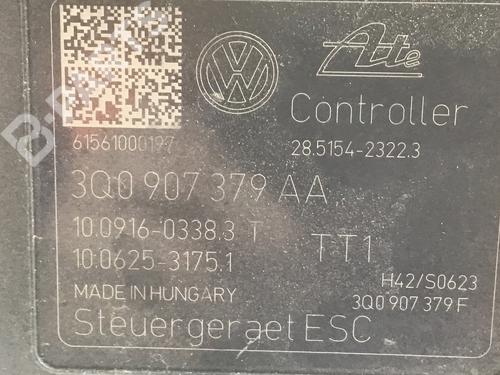 Ate
Controller
61561000197
28.5154-2322.3
3Q0 907 379 AA
10.0916-0338.3 T
TT1
10.0625-3175.1
H42/S0623
MADE IN HUNGARY
3Q0 907 379 F
Steuergeraet ESC